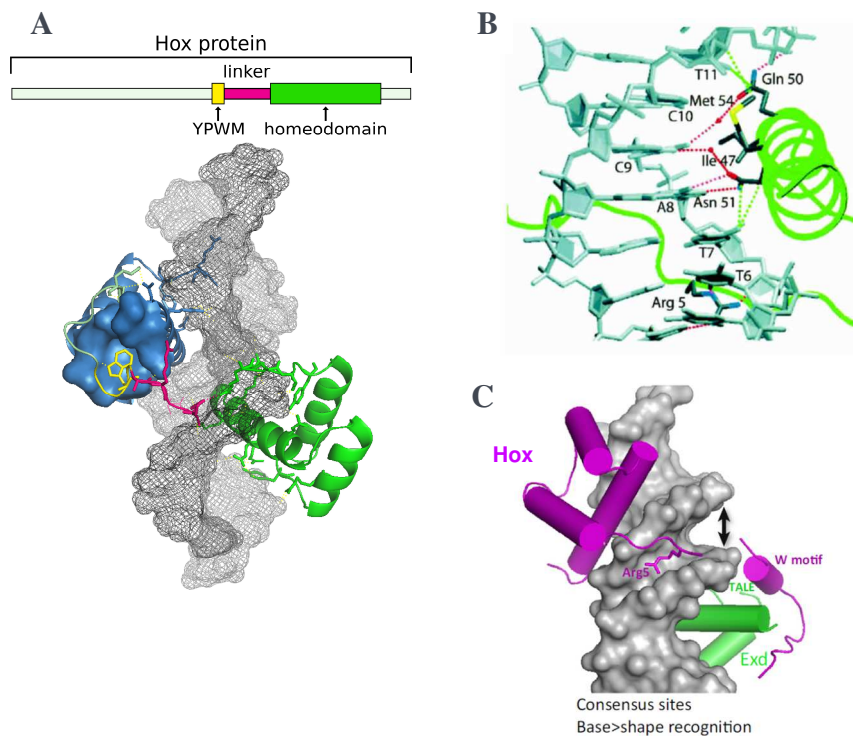 A
Hox protein
linker
YPWM
homeodomain
B
T11
Gln 50
Met 54
C10
Ile 47
C9
A8
Asn 51
T7
T6
Arg 5
C
Hox
Arg5
W motif
TALE
Exd
Consensus sites
Base>shape recognition